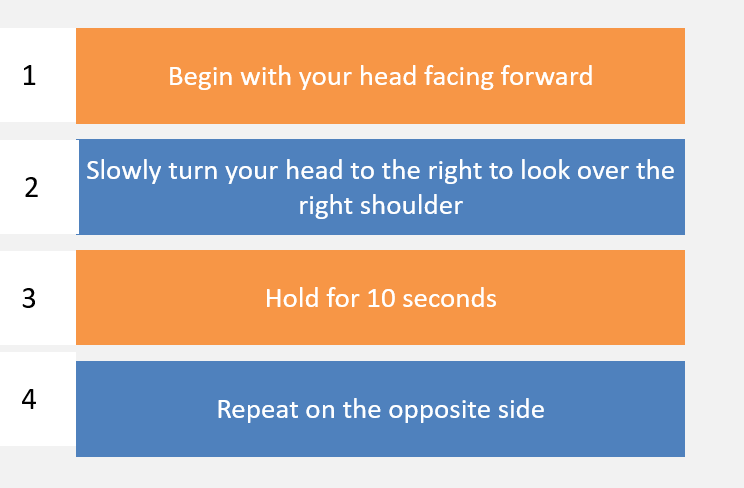 1
Begin with your head facing forward
2
Slowly turn your head to the right to look over the
right shoulder
3
Hold for 10 seconds
4
Repeat on the opposite side